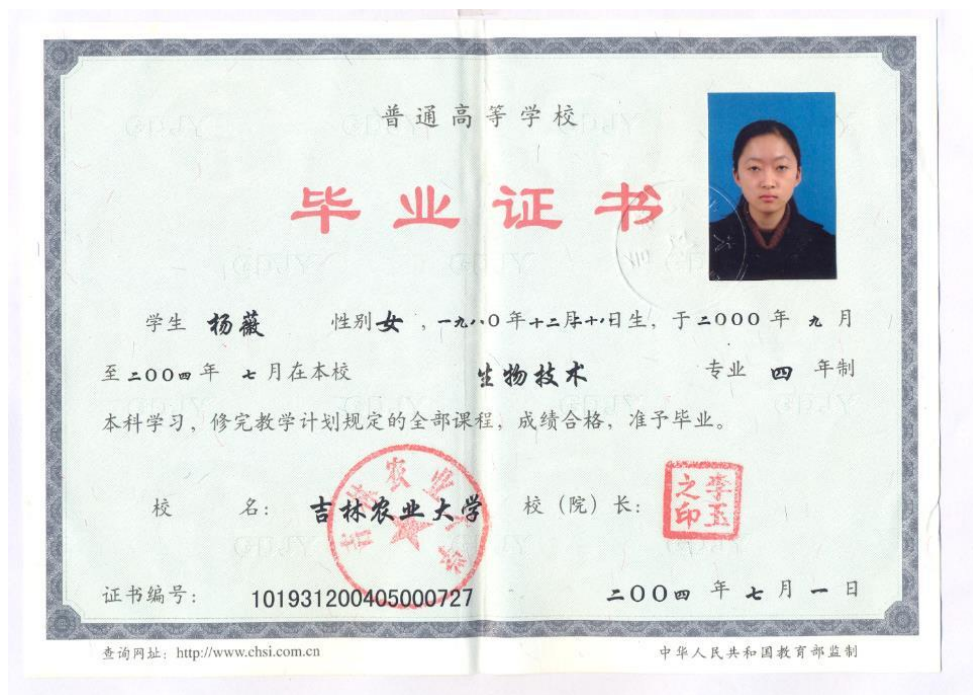 普通高等学校
毕业证书
学生 杨薇 性别 女 ，一九八0年十二月十八日生，于二000年 九 月
至二00四年 七月在本校 生物技术 专业 四 年制
本科学习，修完教学计划规定的全部课程，成绩合格，准予毕业。
校 名： 吉林农业大学 校（院）长： 李玉之印
吉林农业大学
证书编号： 101931200405000727 二00四 年 七 月 一 日
查询网址：http://www.chsi.com.cn 中华人民共和国教育部监制